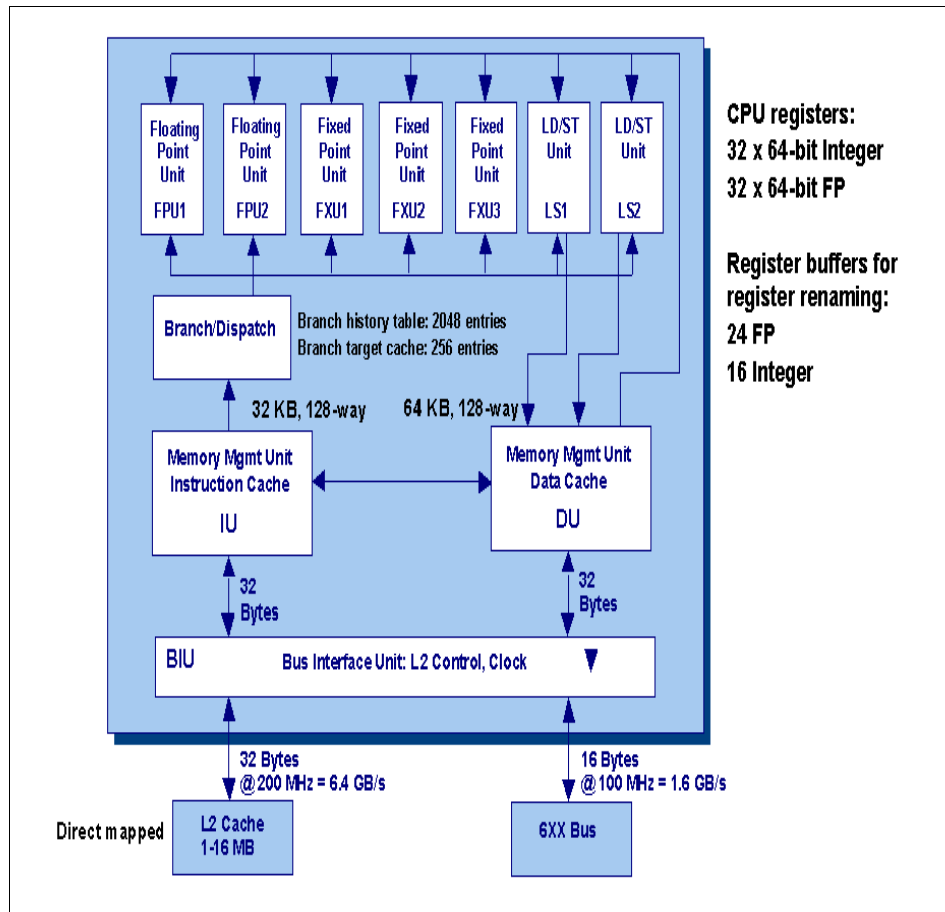 Floating
Point
Unit
FPU1
Floating
Point
Unit
FPU2
Fixed
Point
Unit
FXU1
Fixed
Point
Unit
FXU2
Fixed
Point
Unit
FXU3
LD/ST
Unit
LS1
LD/ST
Unit
LS2
CPU registers:
32 x 64-bit Integer
32 x 64-bit FP
Register buffers for
register renaming:
24 FP
16 Integer
Branch/Dispatch
Branch history table: 2048 entries
Branch target cache: 256 entries
32 KB, 128-way
64 KB, 128-way
Memory Mgmt Unit
Instruction Cache
IU
Memory Mgmt Unit
Data Cache
DU
32
Bytes
32
Bytes
BIU
Bus Interface Unit: L2 Control, Clock
32 Bytes
@200 MHz = 6.4 GB/s
16 Bytes
@100 MHz = 1.6 GB/s
Direct mapped
L2 Cache
1-16 MB
6XX Bus